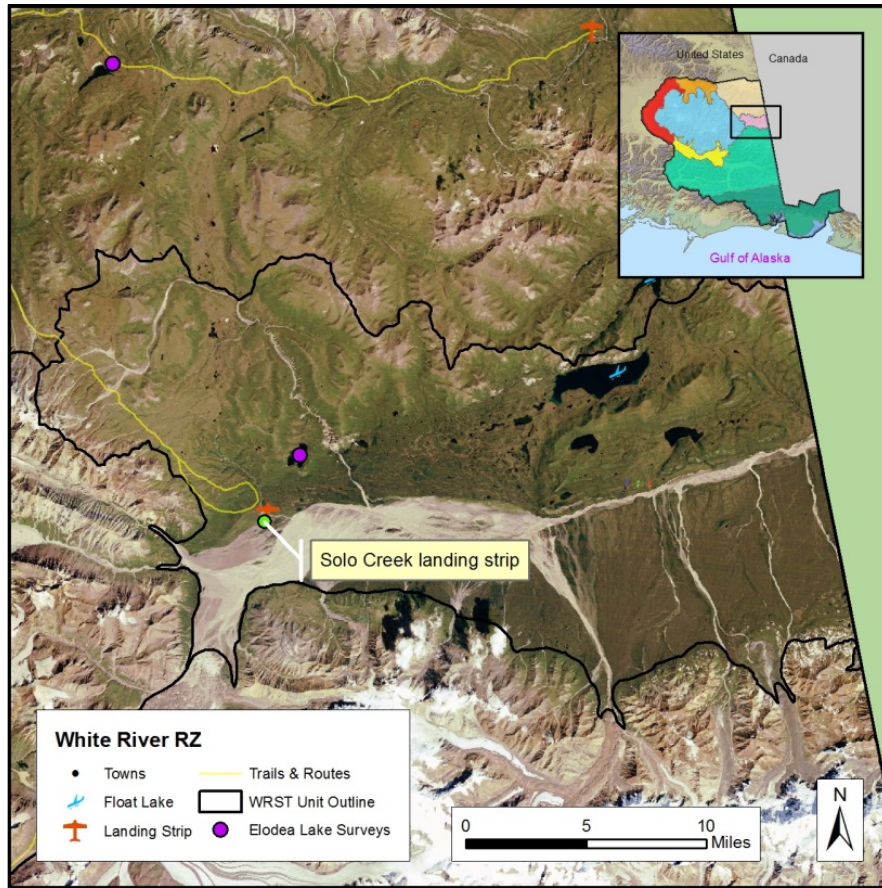 United States
Canada
Gulf of Alaska
Solo Creek landing strip
White River RZ
Towns
Trails & Routes
Float Lake
WRST Unit Outline
Landing Strip
Elodea Lake Surveys
0 5 10
Miles
N